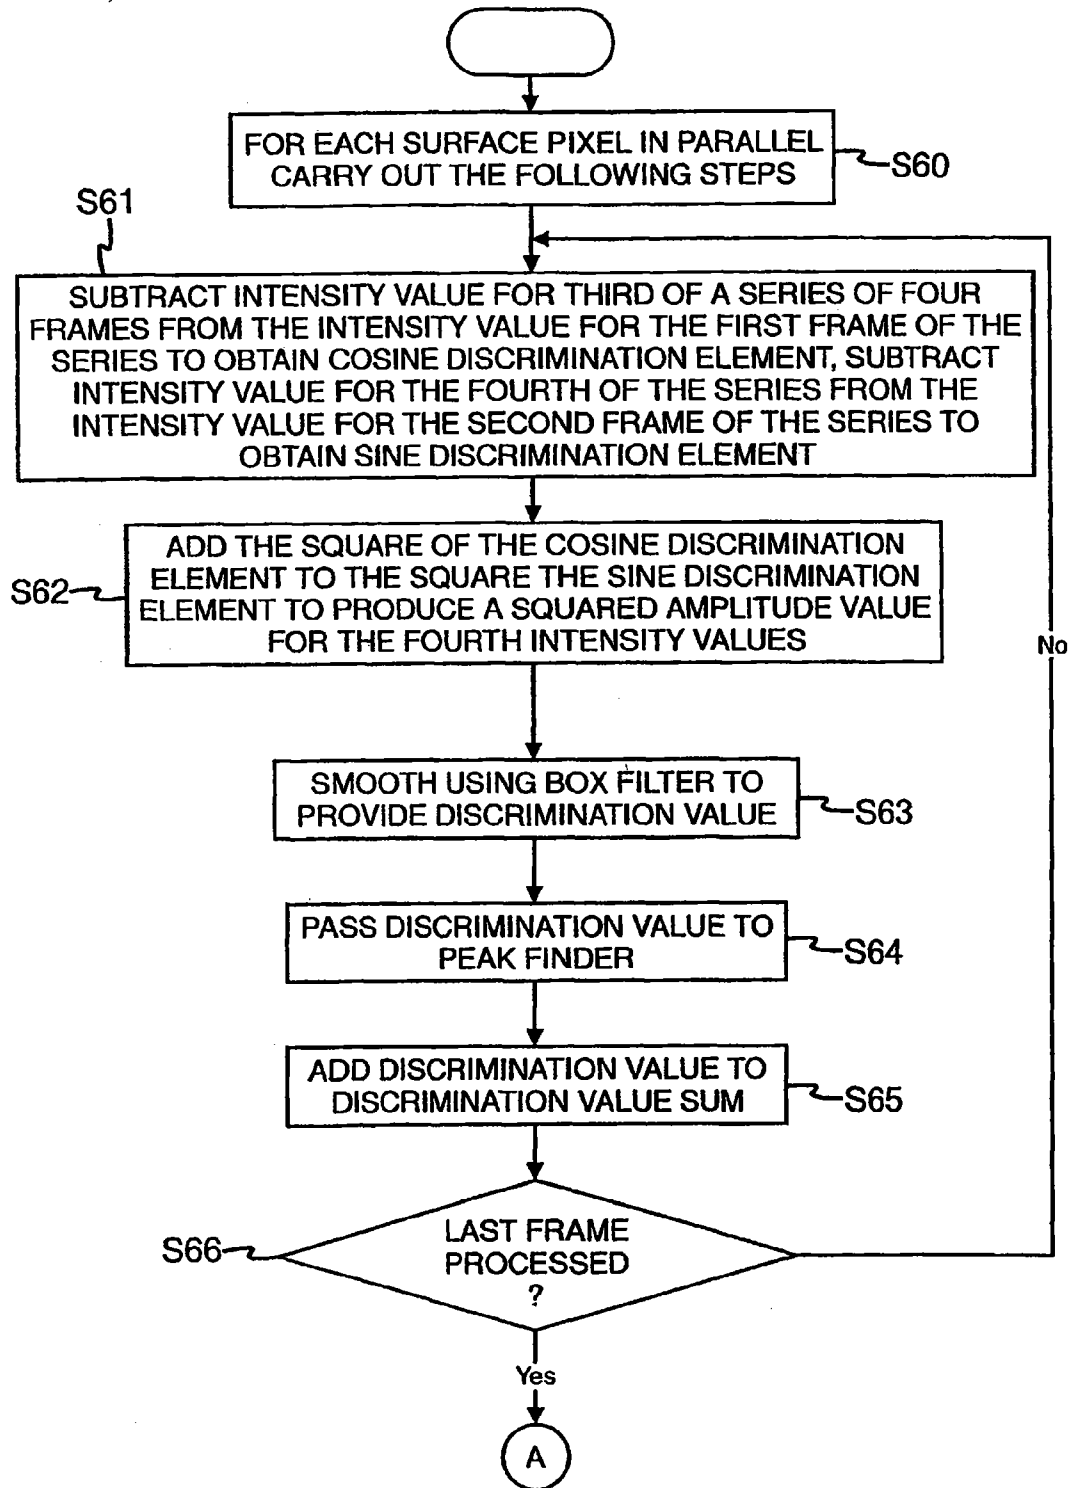 FOR EACH SURFACE PIXEL IN PARALLEL
CARRY OUT THE FOLLOWING STEPS
S60
S61
SUBTRACT INTENSITY VALUE FOR THIRD OF A SERIES OF FOUR
FRAMES FROM THE INTENSITY VALUE FOR THE FIRST FRAME OF THE
SERIES TO OBTAIN COSINE DISCRIMINATION ELEMENT, SUBTRACT
INTENSITY VALUE FOR THE FOURTH OF THE SERIES FROM THE
INTENSITY VALUE FOR THE SECOND FRAME OF THE SERIES TO
OBTAIN SINE DISCRIMINATION ELEMENT
S62
ADD THE SQUARE OF THE COSINE DISCRIMINATION
ELEMENT TO THE SQUARE THE SINE DISCRIMINATION
ELEMENT TO PRODUCE A SQUARED AMPLITUDE VALUE
FOR THE FOURTH INTENSITY VALUES
No
SMOOTH USING BOX FILTER TO
PROVIDE DISCRIMINATION VALUE
S63
PASS DISCRIMINATION VALUE TO
PEAK FINDER
S64
ADD DISCRIMINATION VALUE TO
DISCRIMINATION VALUE SUM
S65
S66
LAST FRAME
PROCESSED
?
Yes
A